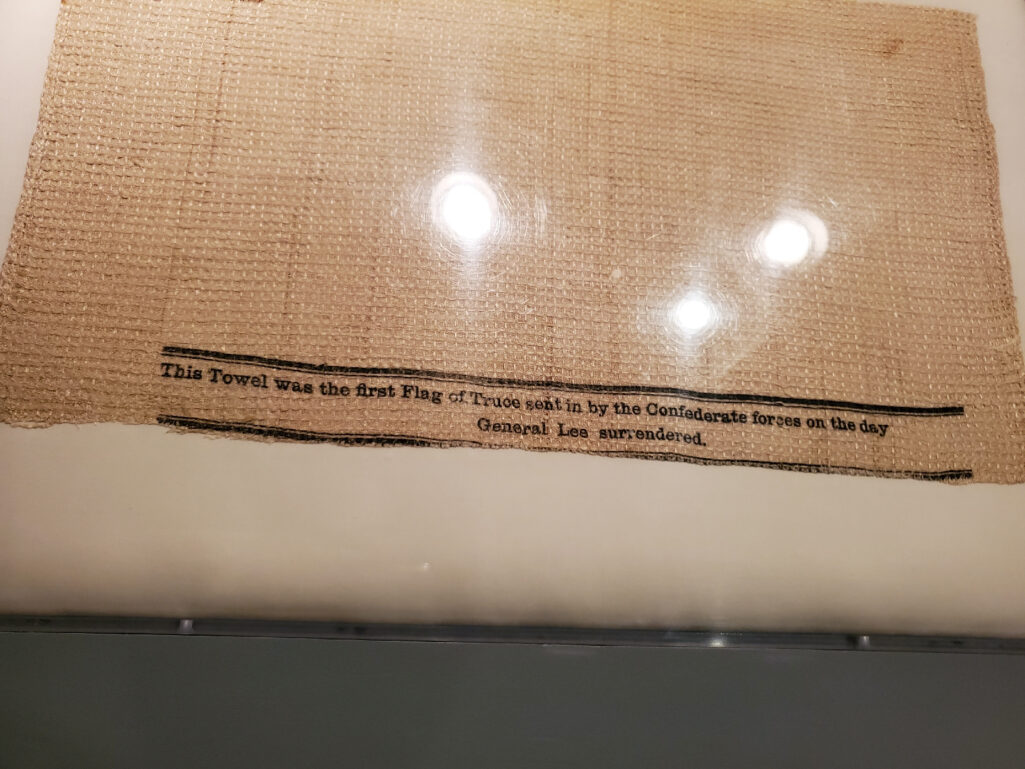 This Towel was the first Flag of Truce sent in by the Confederate forces on the day
General Lee surrendered.